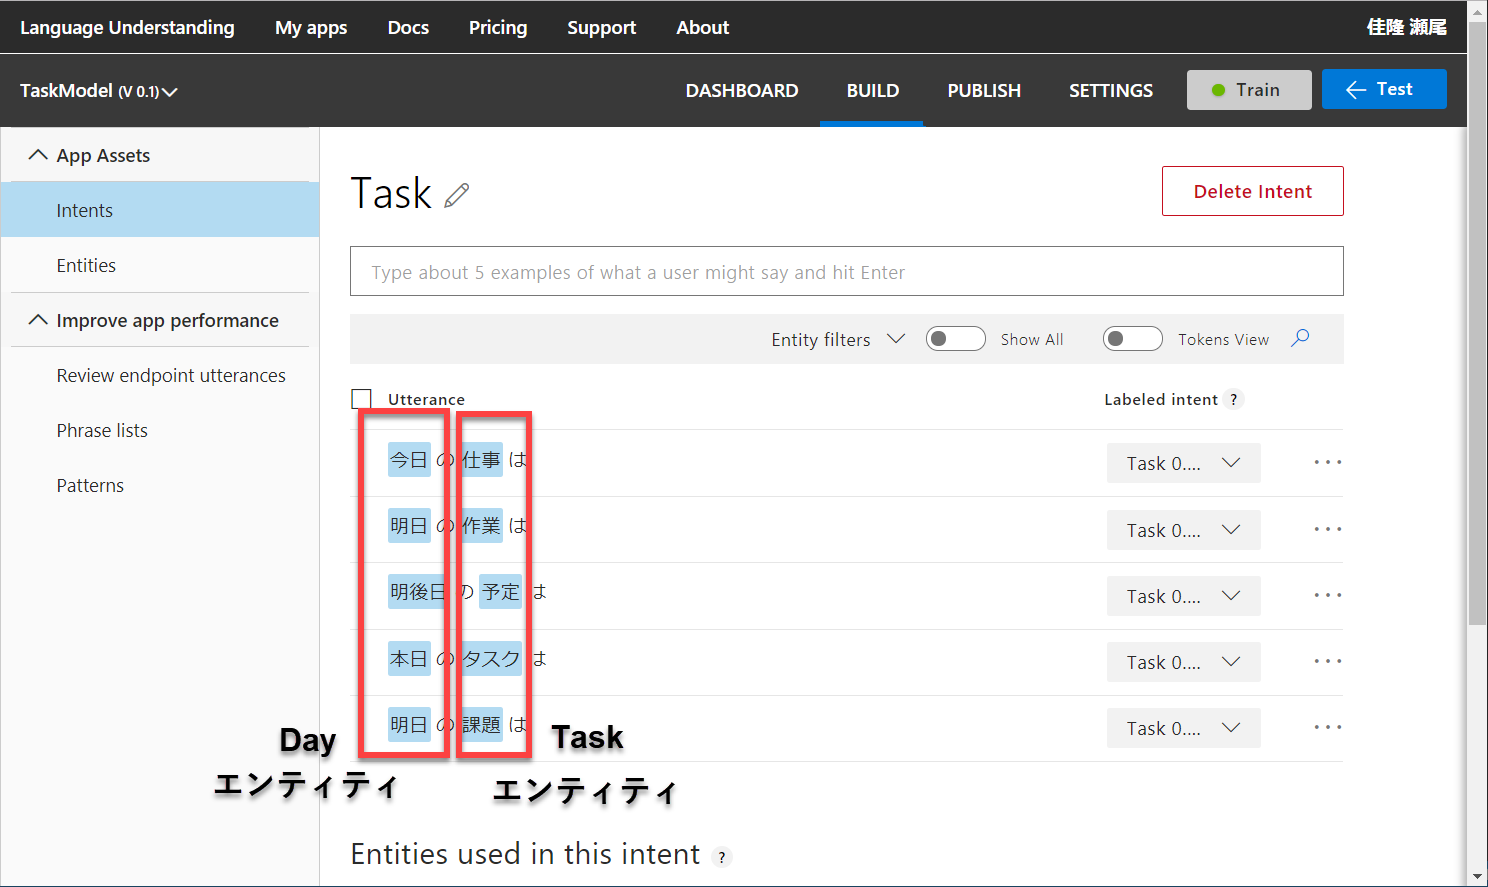 Language Understanding My apps Docs Pricing Support About 佳隆 瀬尾
TaskModel (V 0.1) DASHBOARD BUILD PUBLISH SETTINGS Train Test
App Assets
Intents
Entities
Improve app performance
Review endpoint utterances
Phrase lists
Patterns
Task
Delete Intent
Type about 5 examples of what a user might say and hit Enter
Entity filters Show All Tokens View
Utterance Labeled intent ?
今日 の 仕事 は Task 0.... ...
明日 の 作業 は Task 0.... ...
明後日 の 予定 は Task 0.... ...
本日 の タスク は Task 0.... ...
明日 の 課題 は Task 0.... ...
Day
エンティティ
Task
エンティティ
Entities used in this intent ?